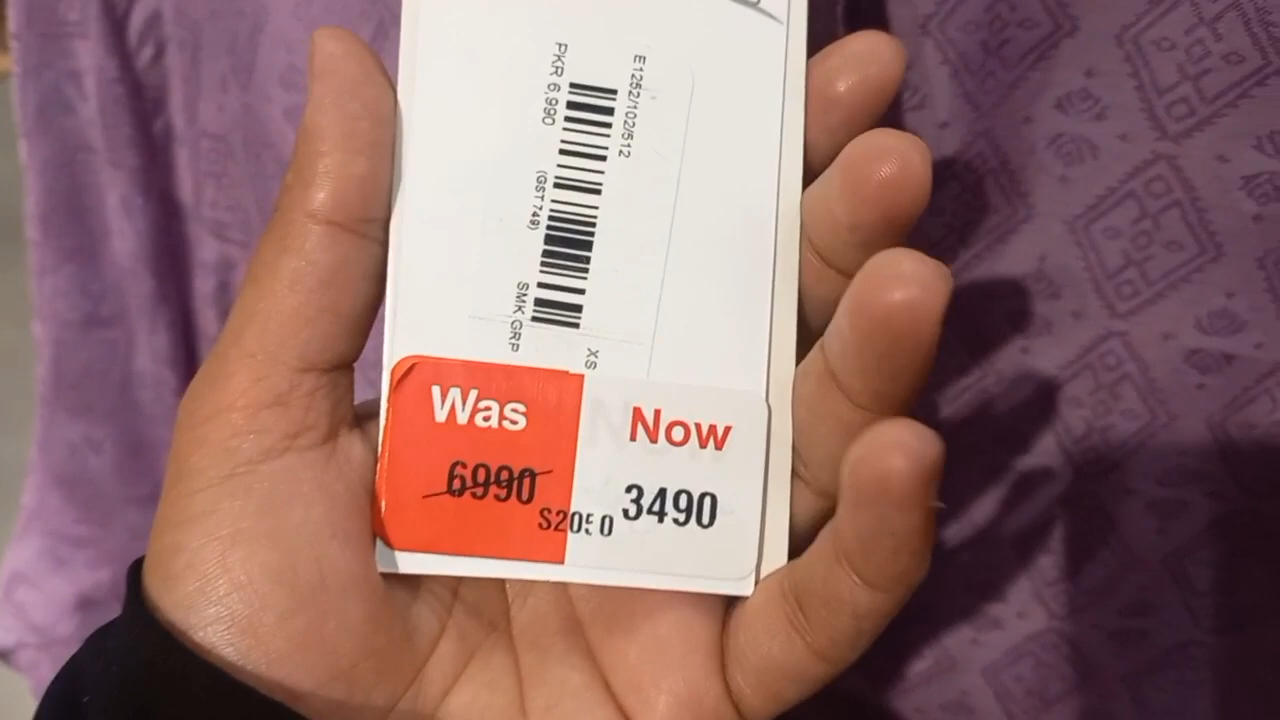 E1252/102/512
PKR 6,990
(GST 749)
SMK GRP
XS
Was
6990
Now
3490
S2050